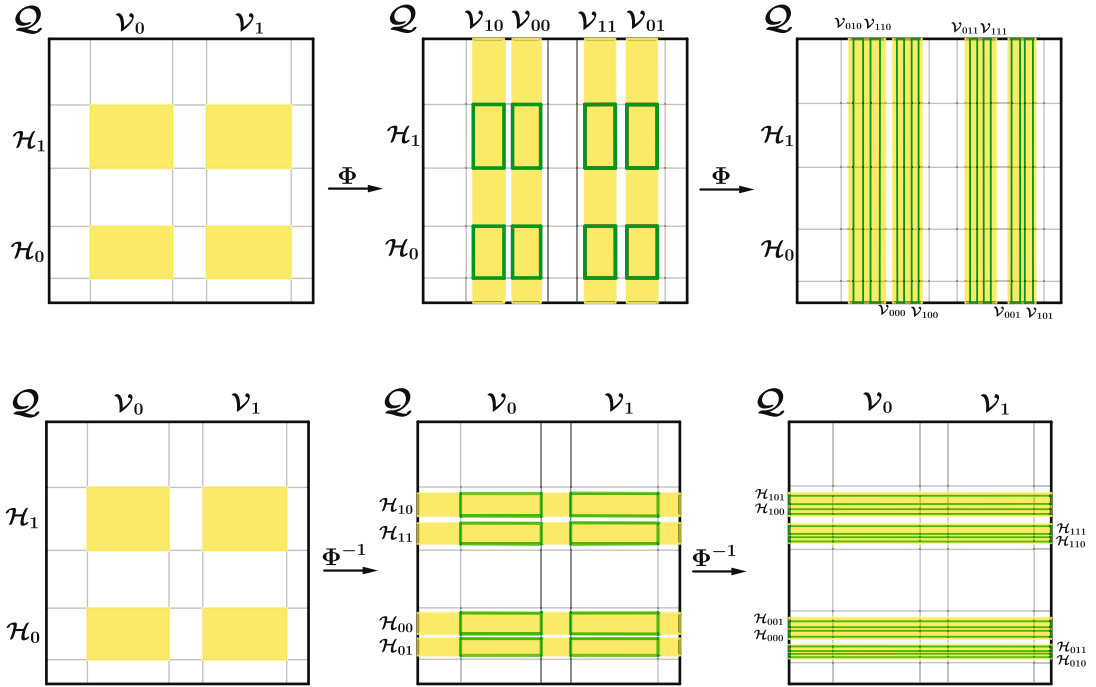 𝒬 𝒱₀ 𝒱₁ 𝒬 𝒱₁₀ 𝒱₀₀ 𝒱₁₁ 𝒱₀₁ 𝒬 𝒱₀₁₀ 𝒱₁₁₀ 𝒱₀₁₁ 𝒱₁₁₁
ℋ₁ ℋ₁ ℋ₁
Φ Φ
ℋ₀ ℋ₀ ℋ₀
𝒱₀₀₀ 𝒱₁₀₀ 𝒱₀₀₁ 𝒱₁₀₁
𝒬 𝒱₀ 𝒱₁ 𝒬 𝒱₀ 𝒱₁ 𝒬 𝒱₀ 𝒱₁
ℋ₁₀₁
ℋ₁₀ ℋ₁₀₀
ℋ₁ ℋ₁₁ ℋ₁₁₁
ℋ₁₁₀
Φ⁻¹ Φ⁻¹
ℋ₀₀ ℋ₀₀₁
ℋ₀ ℋ₀₀₀
ℋ₀₁ ℋ₀₁₁
ℋ₀₁₀